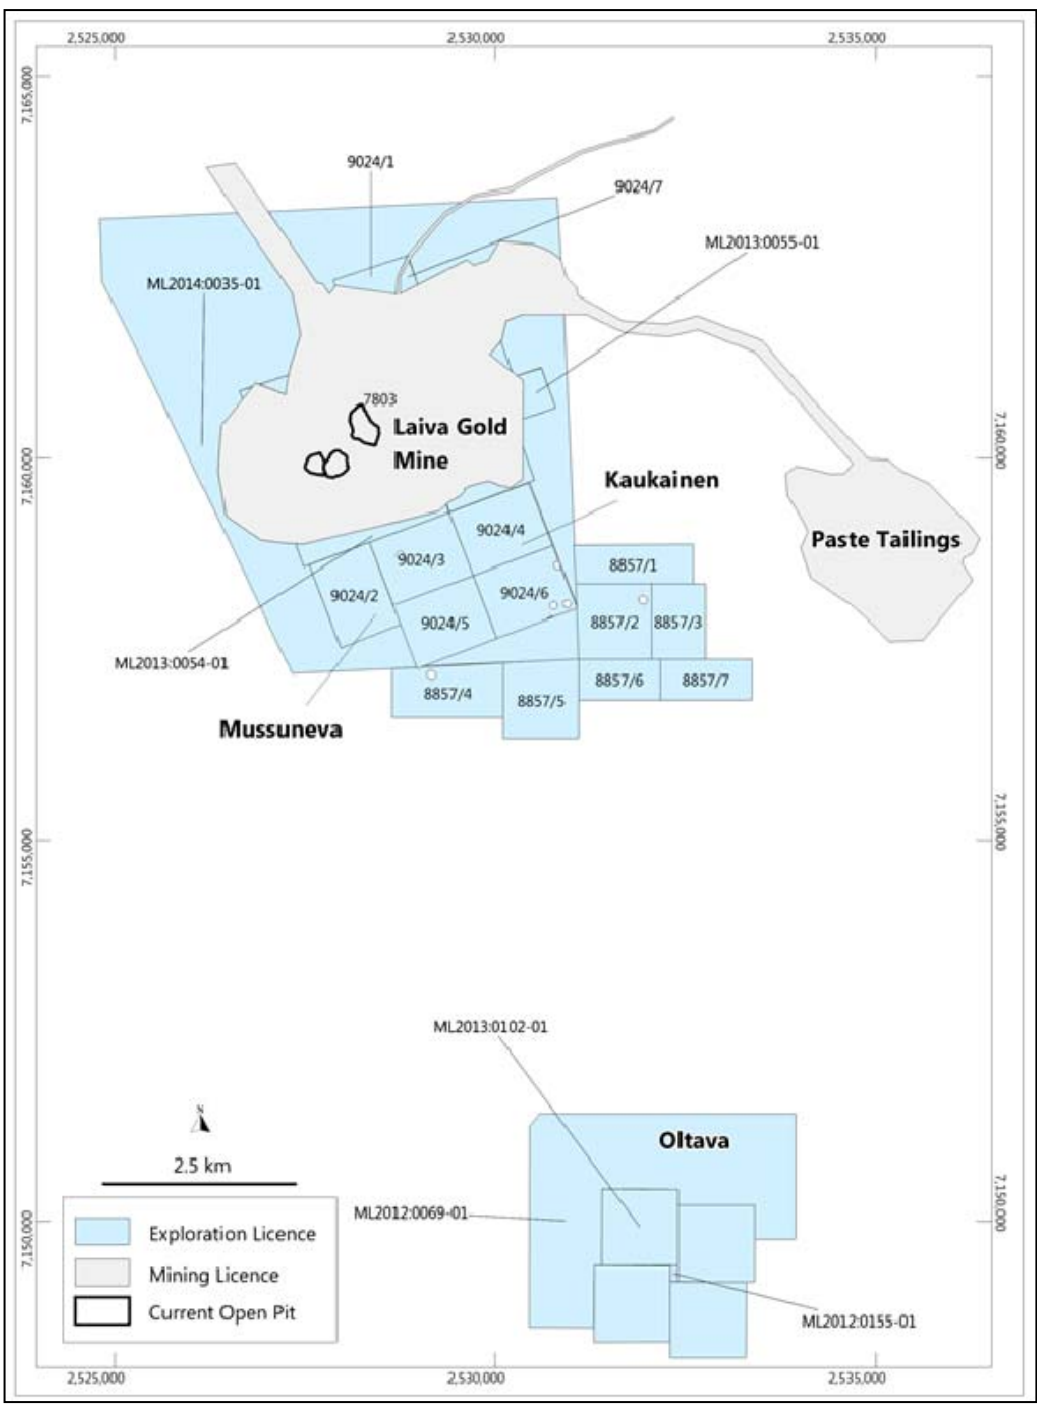 2,525,000
2,530,000
2,535,000
7,165,000
9024/1
9024/7
ML2013:0055-01
ML2014:0035-01
7803
Laiva Gold
Mine
7,160,000
7,160,000
Kaukainen
9024/4
Paste Tailings
9024/3
8857/1
9024/2
9024/6
9024/5
8857/2
8857/3
ML2013:0054-01
8857/4
8857/5
8857/6
8857/7
Mussuneva
7,155,000
7,155,000
ML2013:0102-01
N
Oltava
2.5 km
ML2012:0069-01
7,150,000
7,150,000
Exploration Licence
Mining Licence
Current Open Pit
ML2012:0155-01
2,525,000
2,530,000
2,535,000